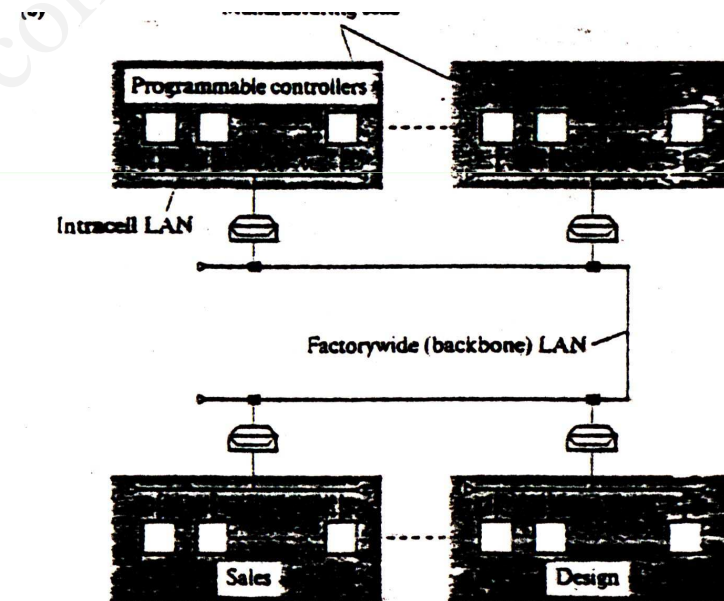 Programmable controllers
Intracell LAN
Factorywide (backbone) LAN
Sales
Design